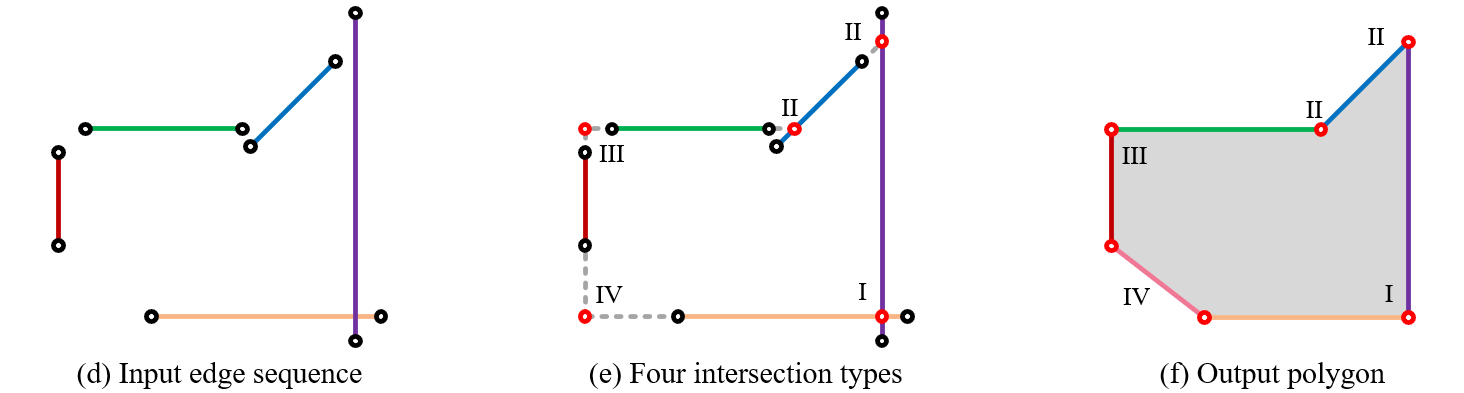 II
II
III
IV
I
II
II
III
IV
I
(d) Input edge sequence
(e) Four intersection types
(f) Output polygon